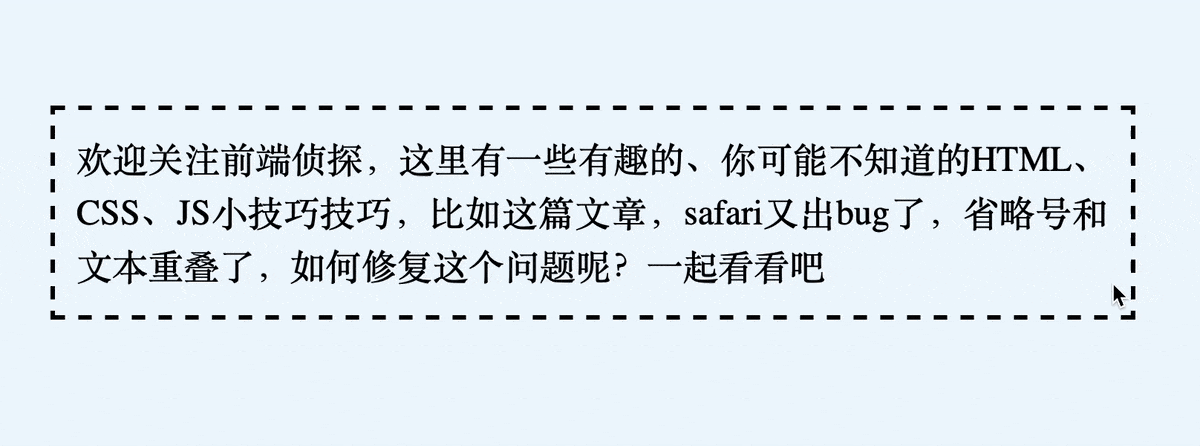 欢迎关注前端侦探，这里有一些有趣的、你可能不知道的HTML、
CSS、JS小技巧技巧，比如这篇文章，safari又出bug了，省略号和
文本重叠了，如何修复这个问题呢？一起看看吧